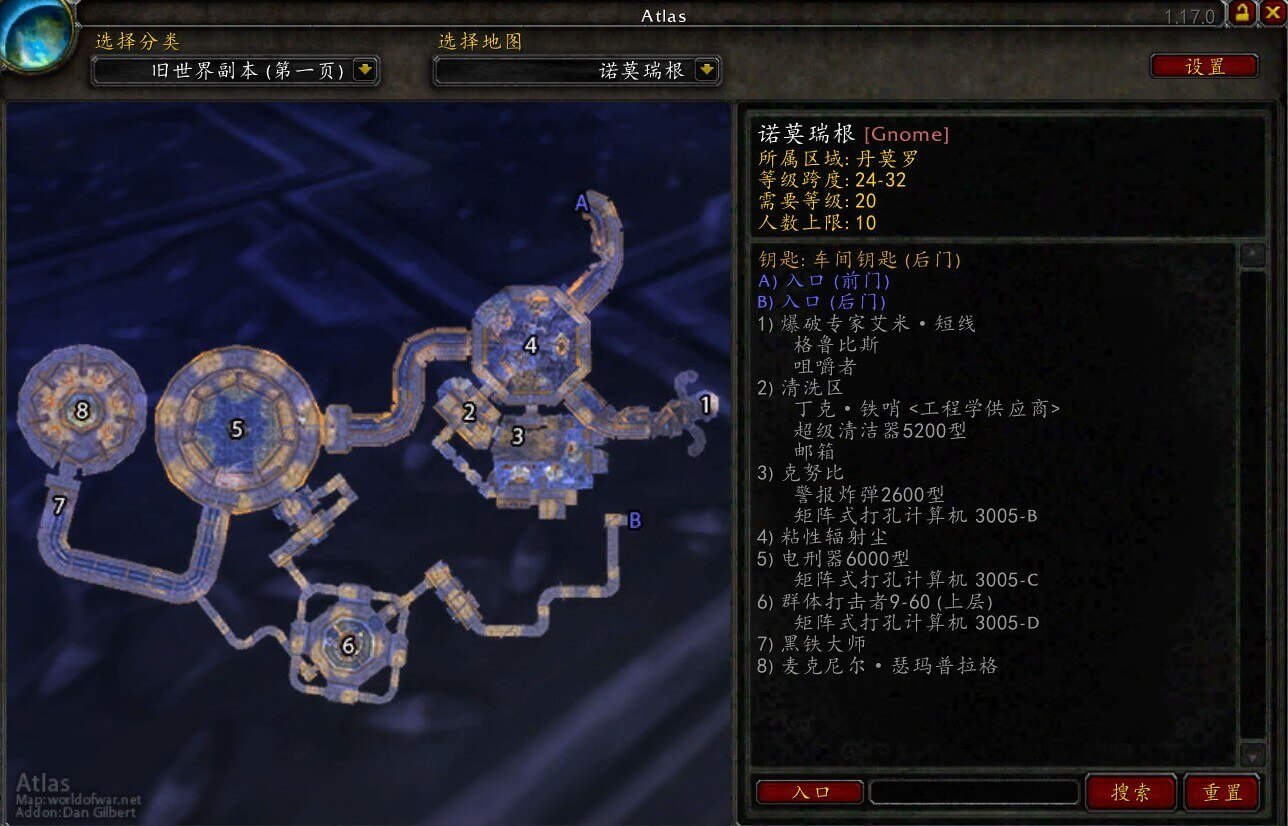 Atlas
1.17.0
选择分类
选择地图
旧世界副本 (第一页)
诺莫瑞根
设置
A
4
1
2
8
5
3
7
B
6
Atlas
Map:worldofwar.net
Addon:Dan Gilbert
诺莫瑞根 [Gnome]
所属区域: 丹莫罗
等级跨度: 24-32
需要等级: 20
人数上限: 10
钥匙: 车间钥匙 (后门)
A) 入口 (前门)
B) 入口 (后门)
1) 爆破专家艾米·短线
格鲁比斯
咀嚼者
2) 清洗区
丁克·铁哨 <工程学供应商>
超级清洁器5200型
邮箱
3) 克努比
警报炸弹2600型
矩阵式打孔计算机 3005-B
4) 粘性辐射尘
5) 电刑器6000型
矩阵式打孔计算机 3005-C
6) 群体打击者9-60 (上层)
矩阵式打孔计算机 3005-D
7) 黑铁大师
8) 麦克尼尔·瑟玛普拉格
入口
搜索
重置